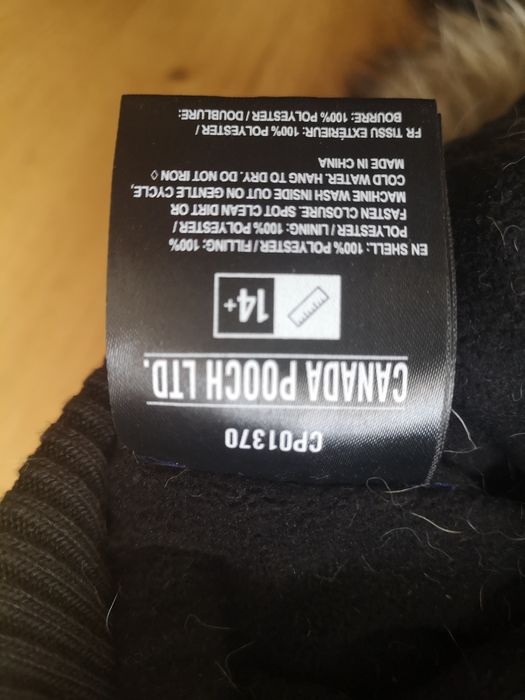 CP01370
CANADA POOCH LTD.
14+
EN SHELL: 100% POLYESTER / FILLING: 100%
POLYESTER / LINING: 100% POLYESTER /
FASTEN CLOSURE. SPOT CLEAN DIRT OR
MACHINE WASH INSIDE OUT ON GENTLE CYCLE,
COLD WATER. HANG TO DRY. DO NOT IRON ◊
MADE IN CHINA
FR TISSU EXTÉRIEUR: 100% POLYESTER /
BOURRE: 100% POLYESTER / DOUBLURE: